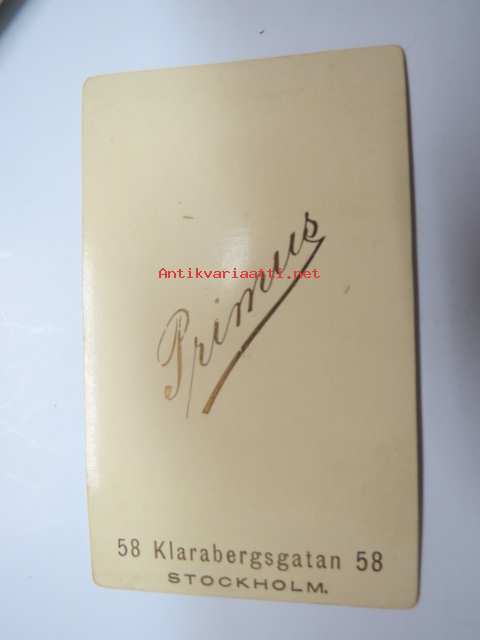 Primus
Antikvariaatti.net
58 Klarabergsgatan 58
STOCKHOLM.